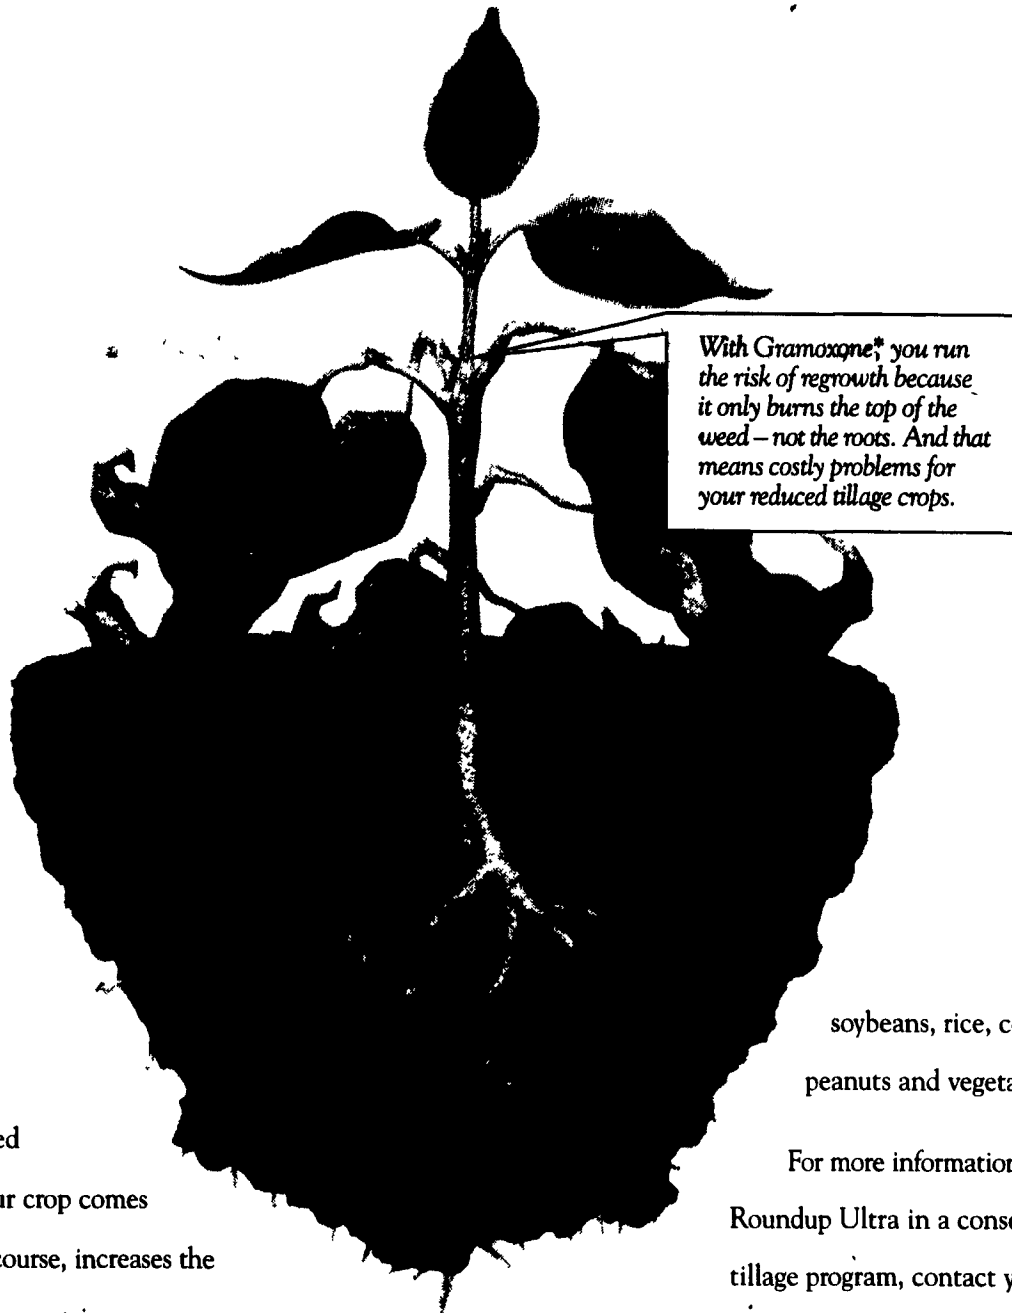 With Gramoxone,* you run
the risk of regrowth because
it only burns the top of the
weed – not the roots. And that
means costly problems for
your reduced tillage crops.
soybeans, rice, c
peanuts and vegeta
For more information
Roundup Ultra in a conse
tillage program, contact y
ed
ur crop comes
course, increases the